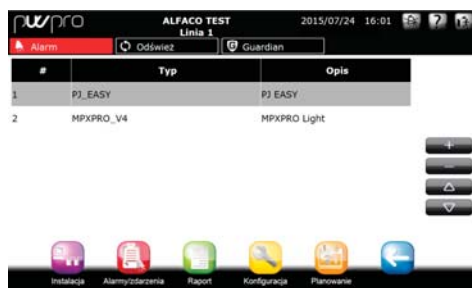 pwpro ALFACO TEST 2015/07/24 16:01
Linia 1
Alarm Odśwież Guardian
# Typ Opis
1 PJ_EASY PJ EASY
2 MPXPRO_V4 MPXPRO Light
Instalacja Alarmy/zdarzenia Raport Konfiguracja Planowanie